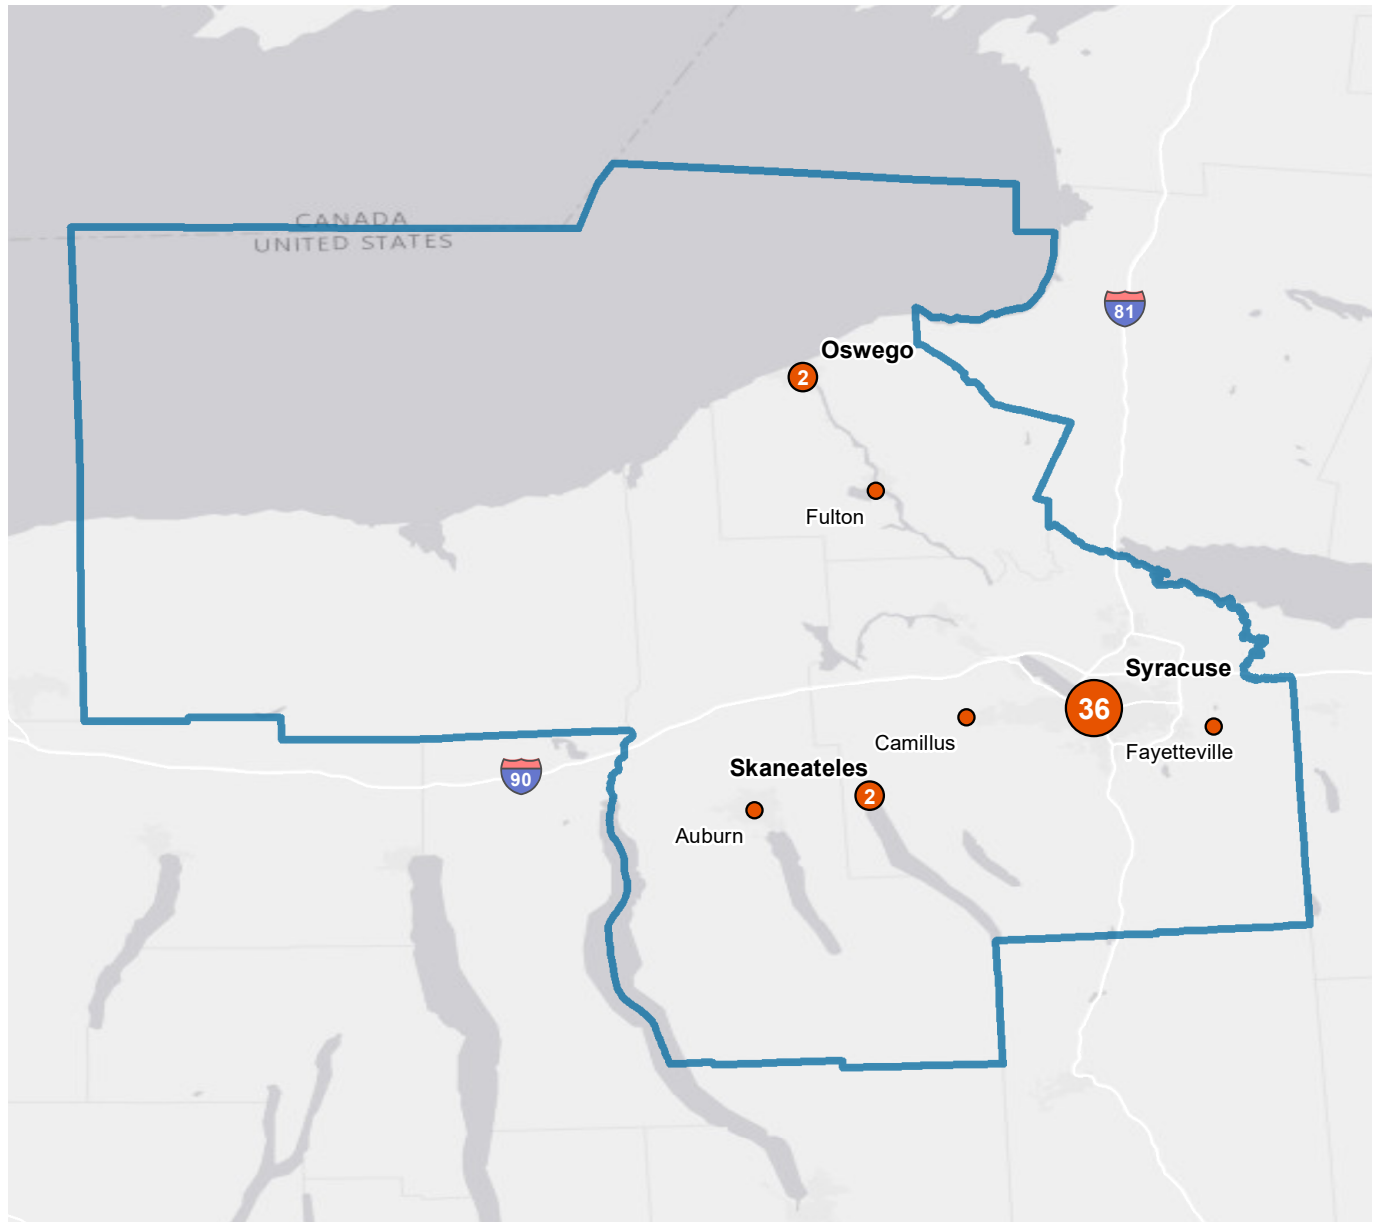 CANADA
UNITED STATES
81
Oswego
2
Fulton
Syracuse
36
Camillus
Fayetteville
Skaneateles
2
90
Auburn